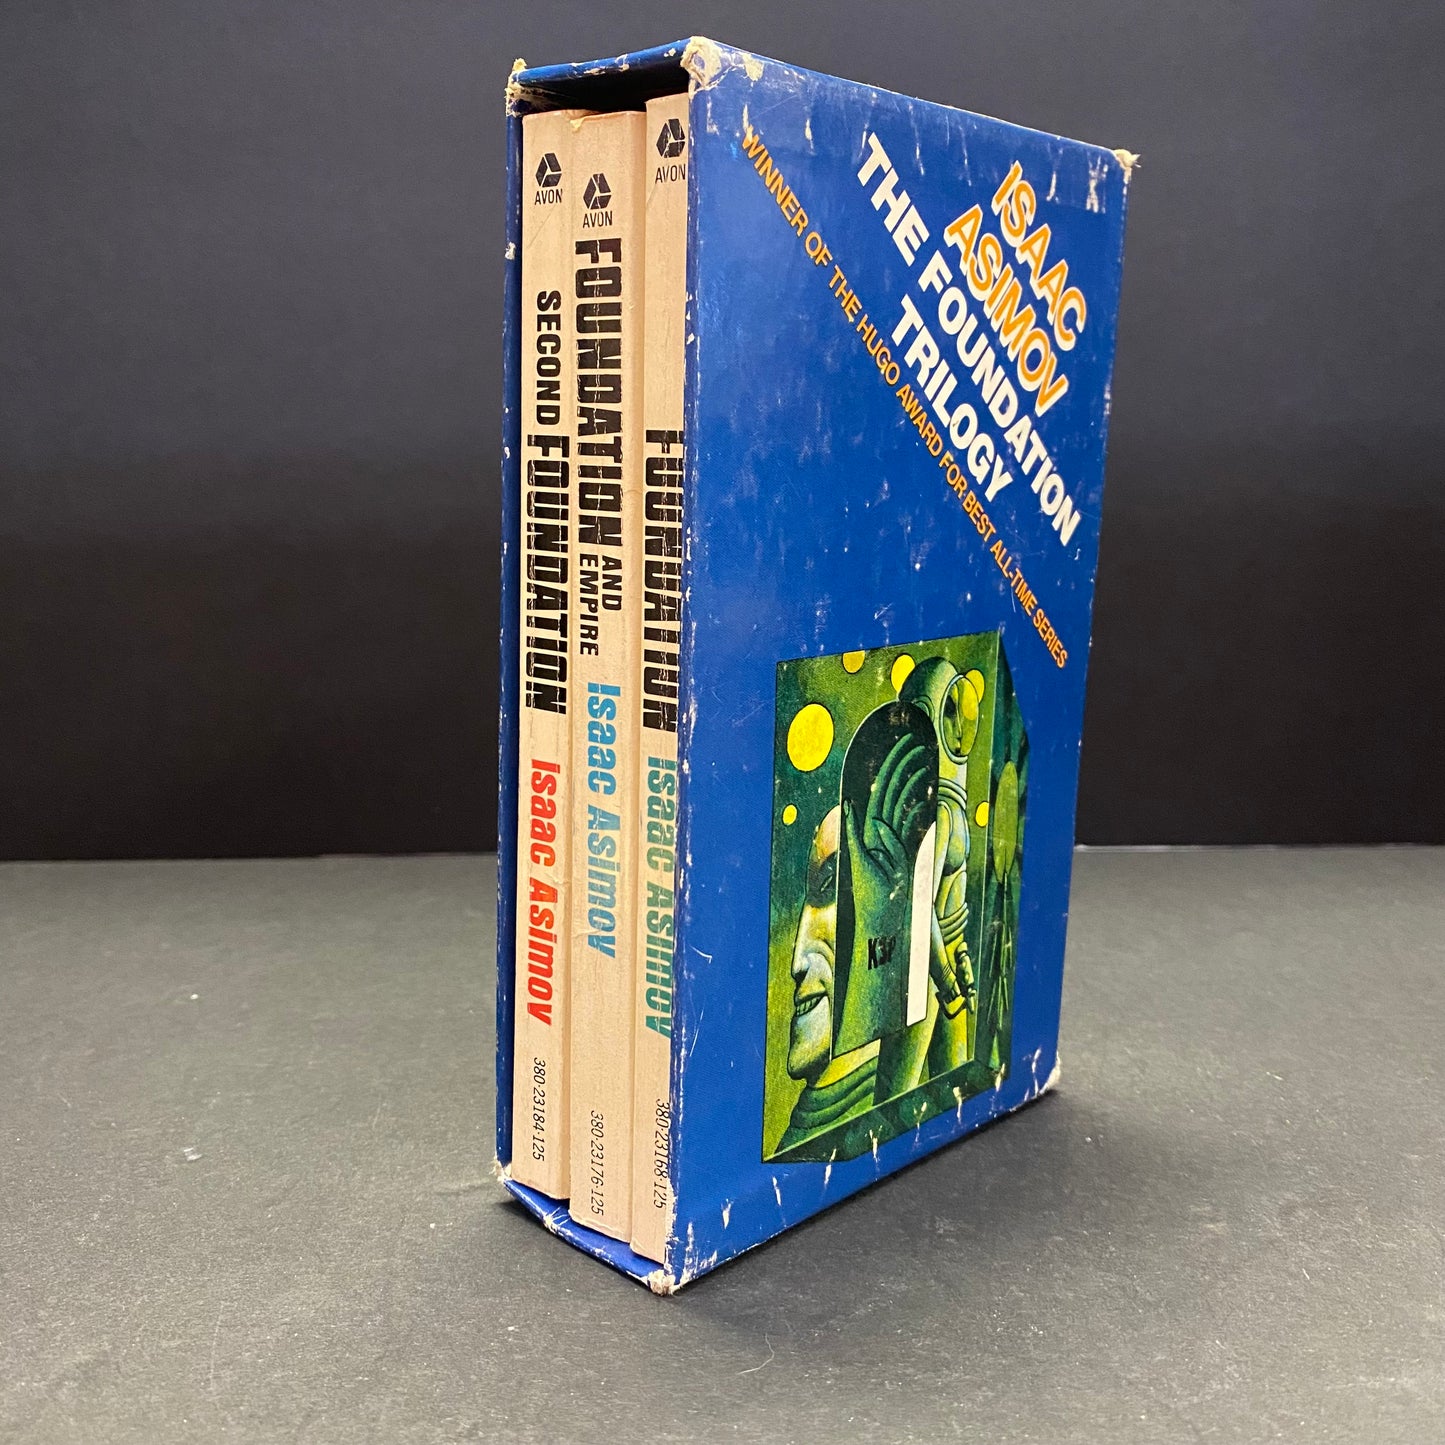 AVON
SECOND FOUNDATION
Isaac Asimov
380-23184-125
AVON
FOUNDATION AND EMPIRE
Isaac Asimov
380-23176-125
AVON
FOUNDATION
Isaac Asimov
380-23168-125
ISAAC
ASIMOV
THE FOUNDATION
TRILOGY
WINNER OF THE HUGO AWARD FOR BEST ALL-TIME SERIES